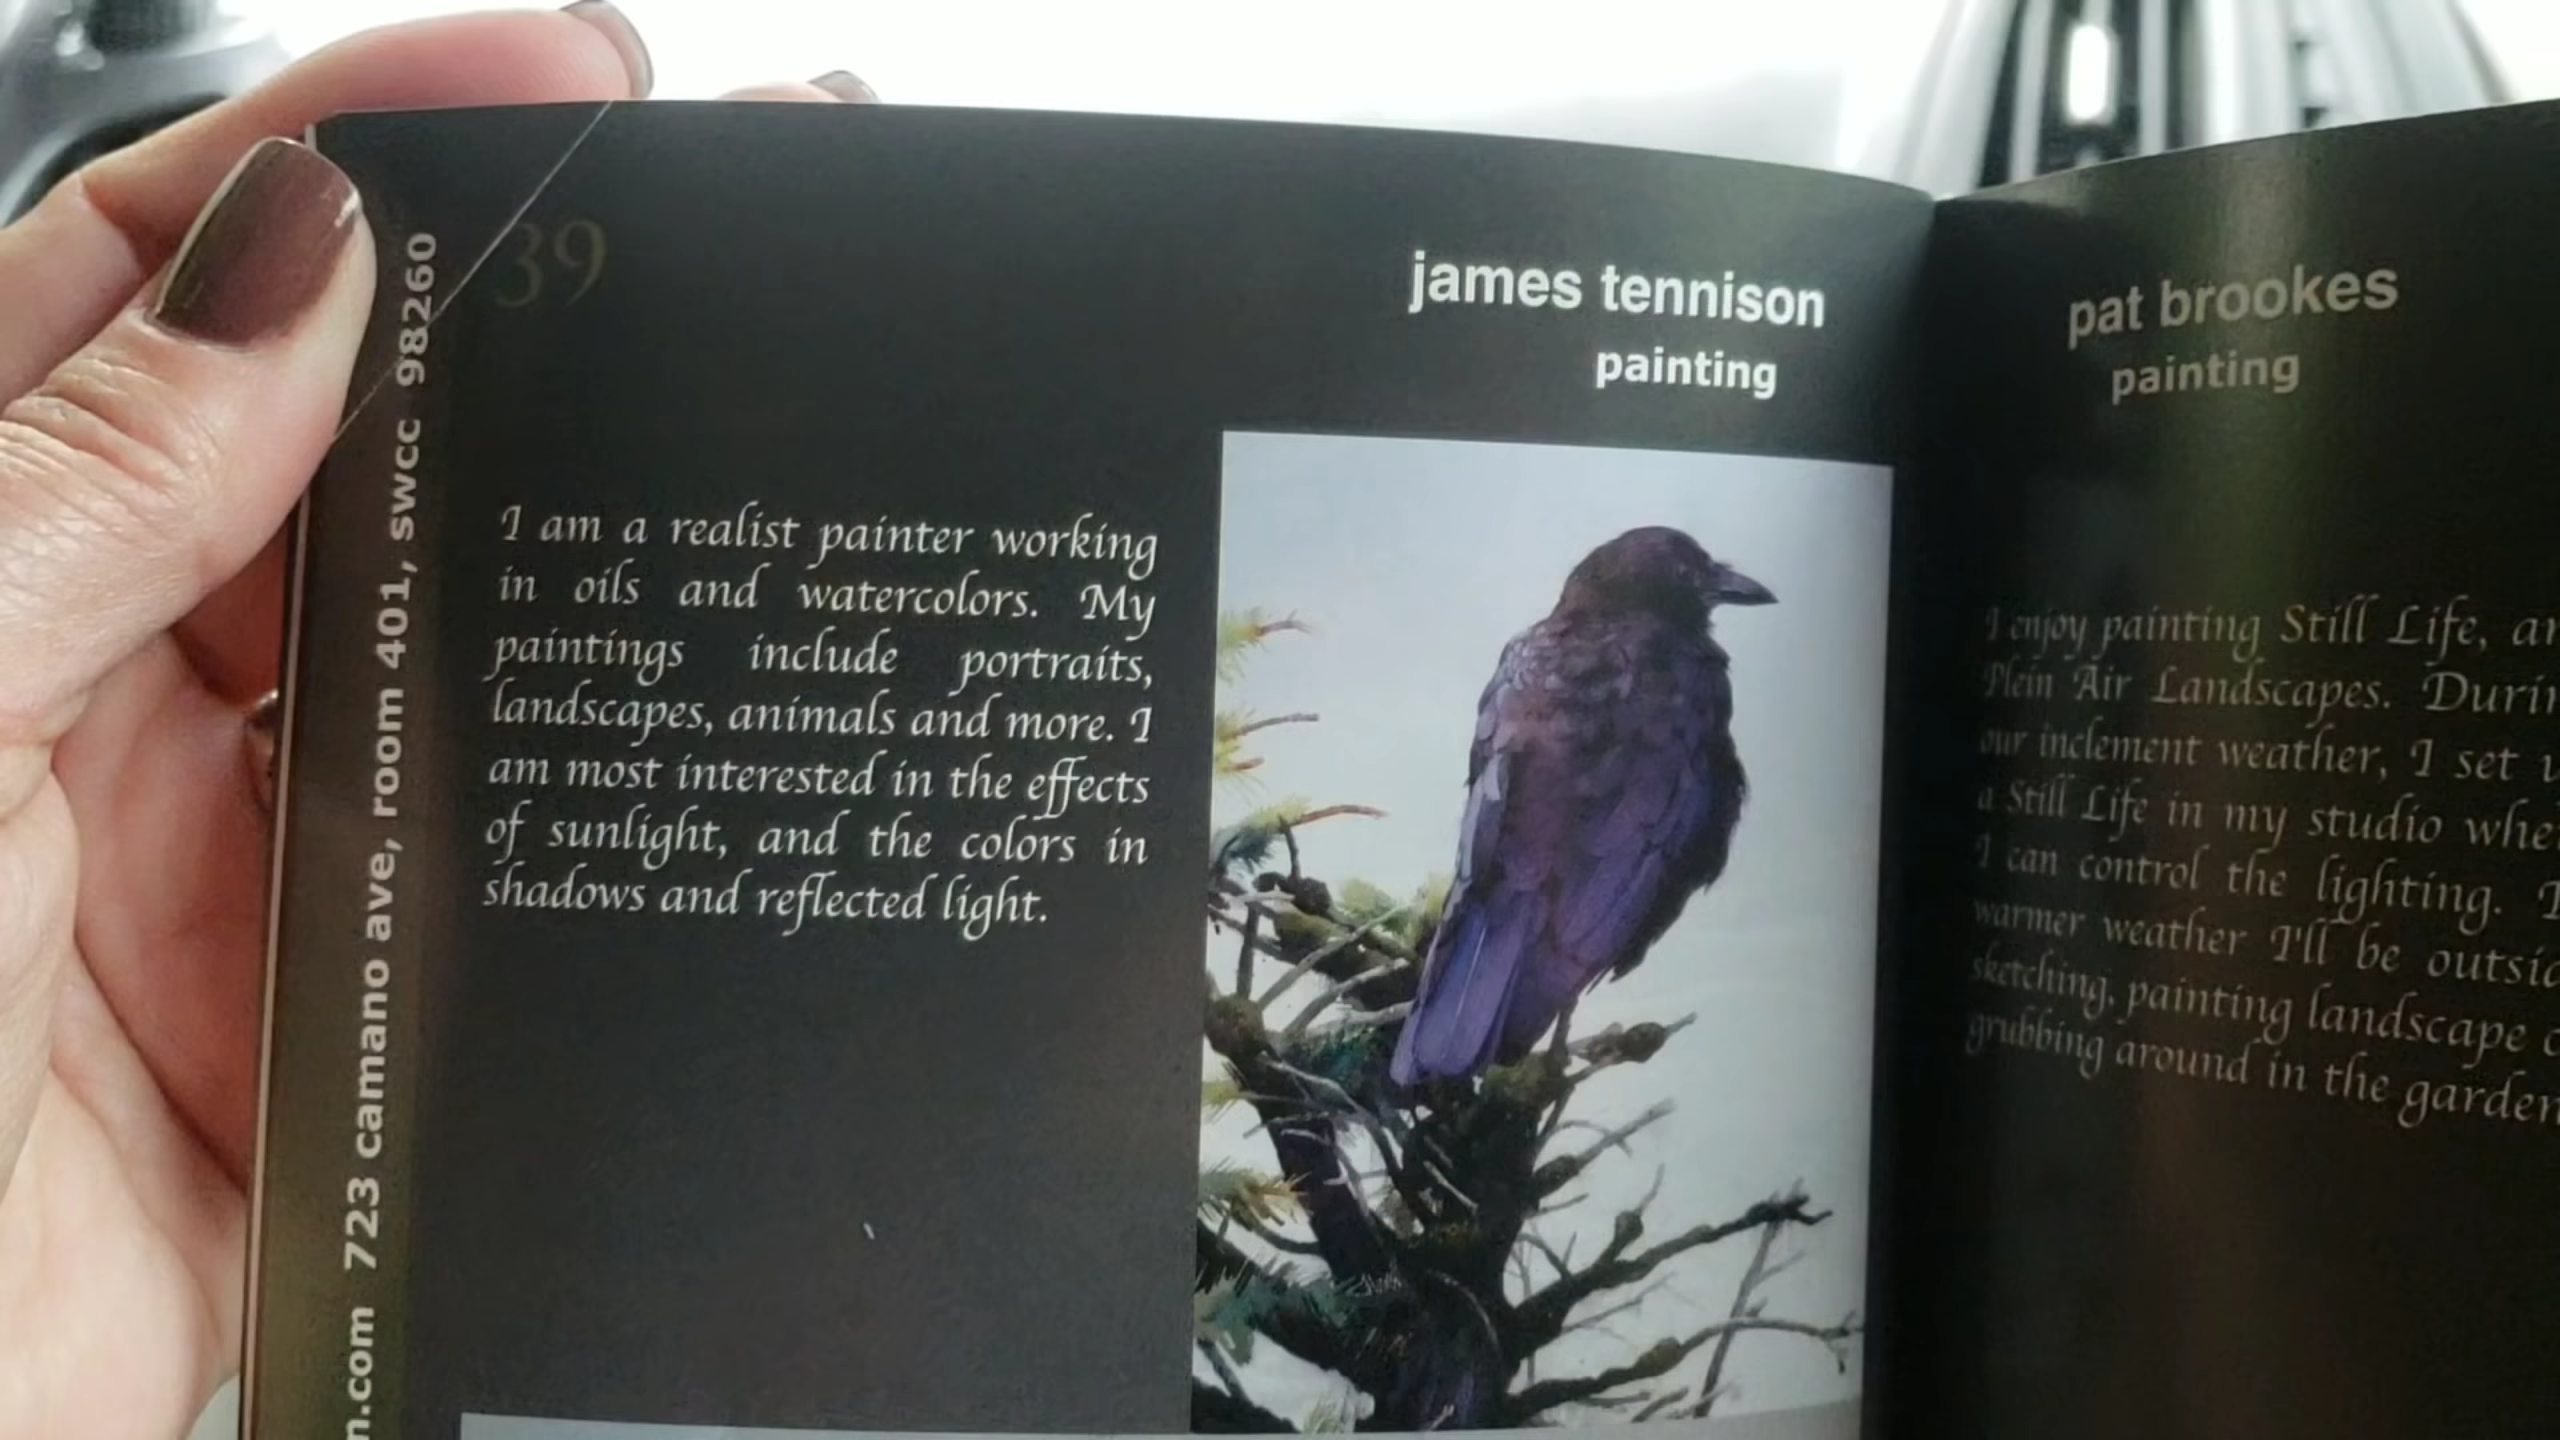 39
james tennison
painting
I am a realist painter working
in oils and watercolors. My
paintings include portraits,
landscapes, animals and more. I
am most interested in the effects
of sunlight, and the colors in
shadows and reflected light.
n.com 723 camano ave, room 401, swcc 98260
pat brookes
painting
I enjoy painting Still Life,
Plein Air Landscapes.
our inclement weather, I set
a Still Life in my studio
I can control the lighting.
warmer weather I'll be
sketching, painting landscape
grubbing around in the garden